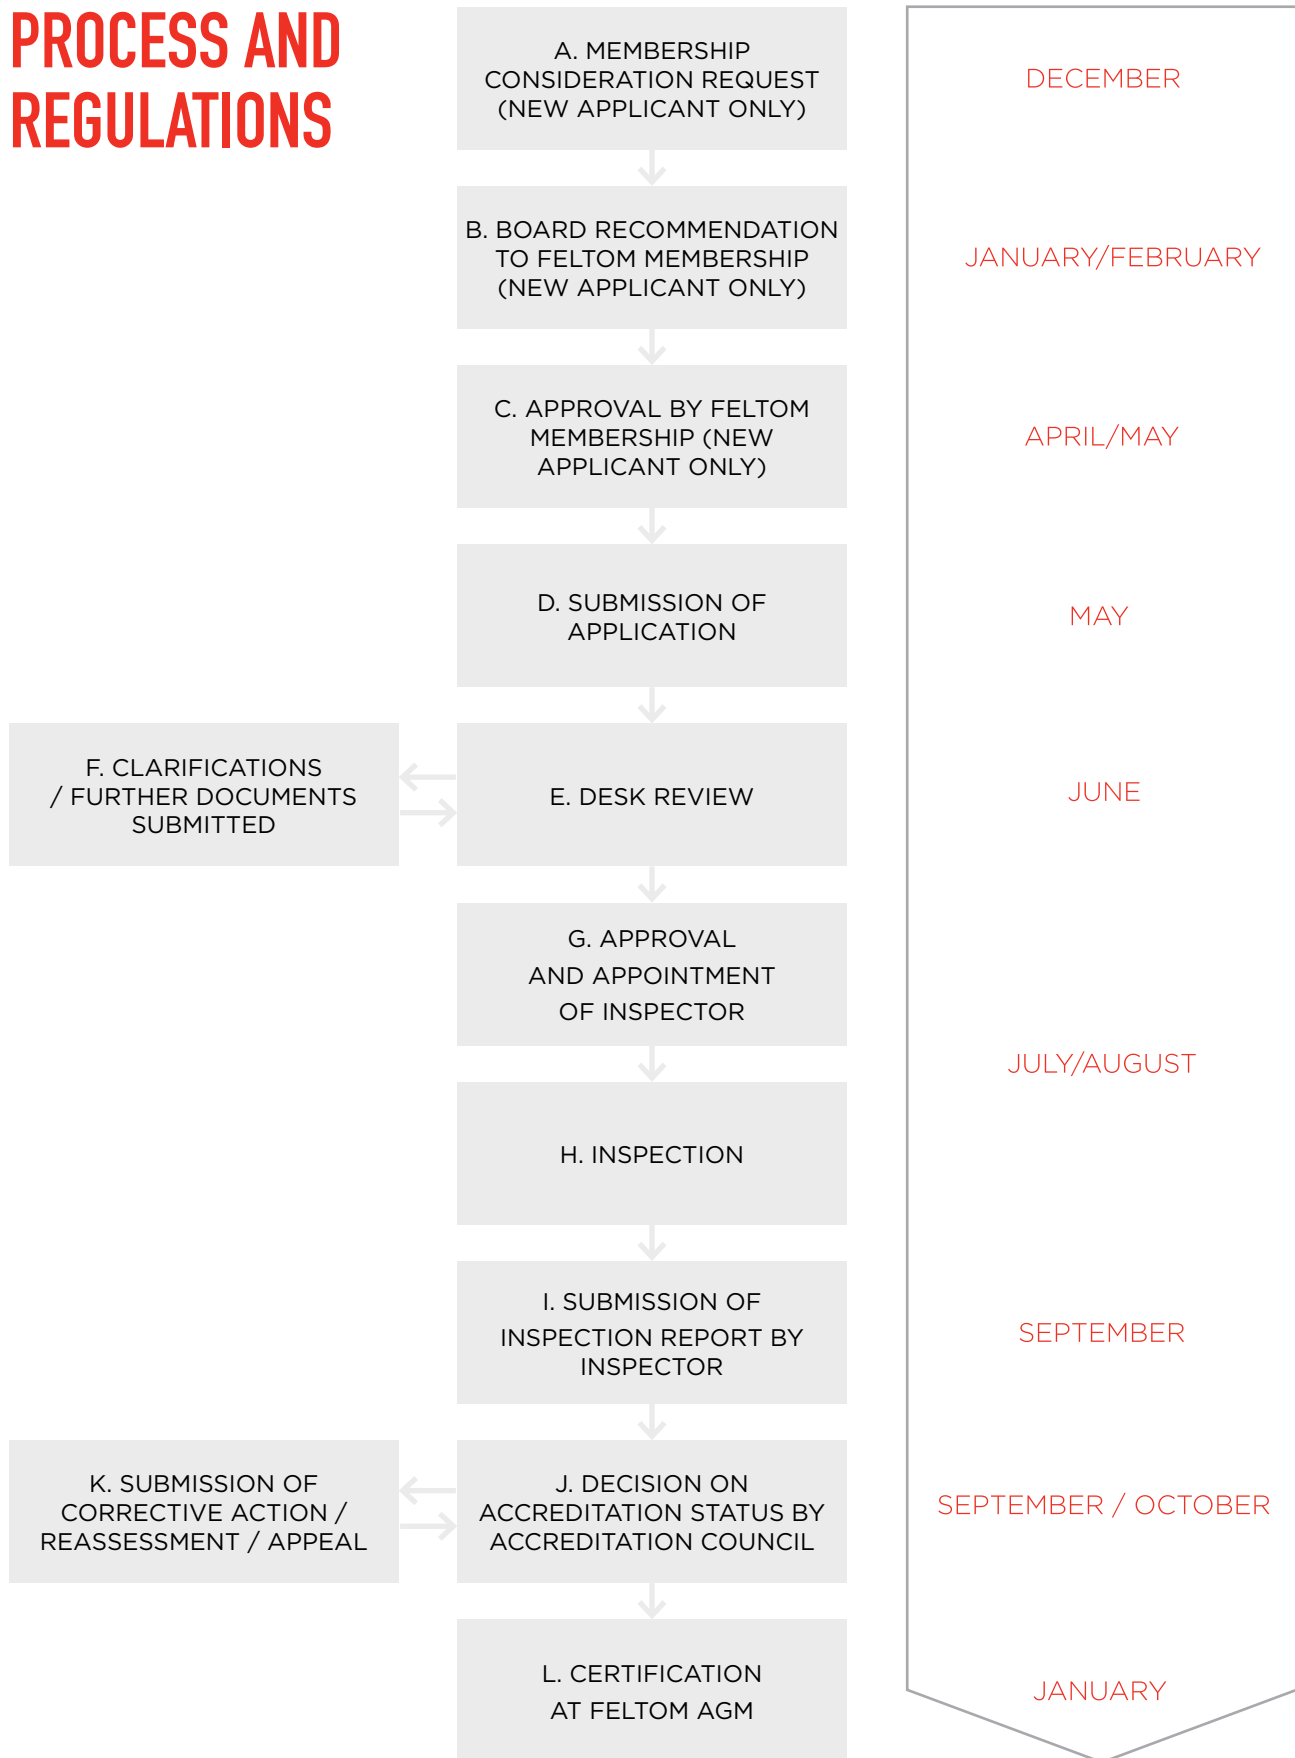 PROCESS AND
REGULATIONS
A. MEMBERSHIP
CONSIDERATION REQUEST
(NEW APPLICANT ONLY)
DECEMBER
B. BOARD RECOMMENDATION
TO FELTOM MEMBERSHIP
(NEW APPLICANT ONLY)
JANUARY/FEBRUARY
C. APPROVAL BY FELTOM
MEMBERSHIP (NEW
APPLICANT ONLY)
APRIL/MAY
D. SUBMISSION OF
APPLICATION
MAY
F. CLARIFICATIONS
/ FURTHER DOCUMENTS
SUBMITTED
E. DESK REVIEW
JUNE
G. APPROVAL
AND APPOINTMENT
OF INSPECTOR
JULY/AUGUST
H. INSPECTION
I. SUBMISSION OF
INSPECTION REPORT BY
INSPECTOR
SEPTEMBER
K. SUBMISSION OF
CORRECTIVE ACTION /
REASSESSMENT / APPEAL
J. DECISION ON
ACCREDITATION STATUS BY
ACCREDITATION COUNCIL
SEPTEMBER / OCTOBER
L. CERTIFICATION
AT FELTOM AGM
JANUARY